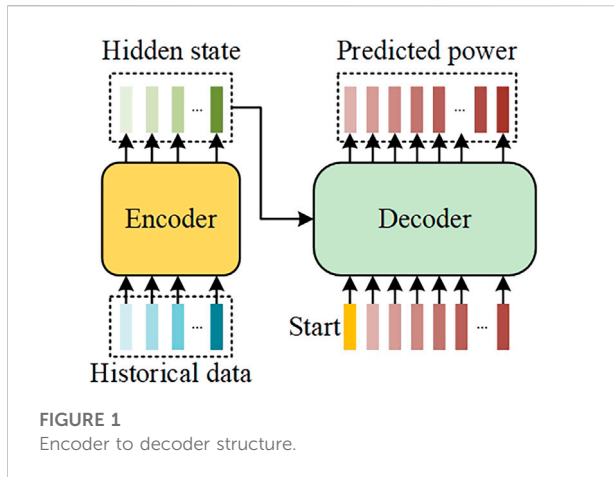 Hidden state
Predicted power
...
...
Encoder
Decoder
Start
...
...
Historical data
FIGURE 1
Encoder to decoder structure.